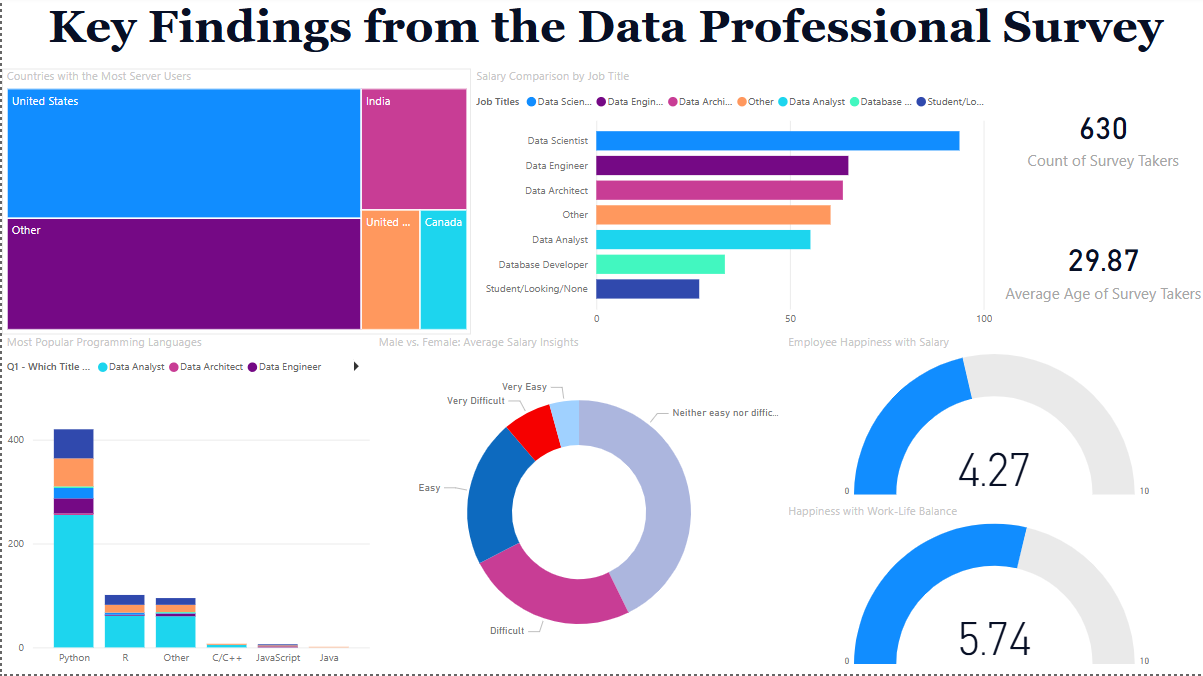 Key Findings from the Data Professional Survey
Countries with the Most Server Users
United States
India
Other
United ...
Canada
Salary Comparison by Job Title
Job Titles Data Scien... Data Engin... Data Archi... Other Data Analyst Database ... Student/Lo...
Data Scientist
Data Engineer
Data Architect
Other
Data Analyst
Database Developer
Student/Looking/None
0 50 100
630
Count of Survey Takers
29.87
Average Age of Survey Takers
Most Popular Programming Languages
Q1 - Which Title ... Data Analyst Data Architect Data Engineer
400
200
0
Python R Other C/C++ JavaScript Java
Male vs. Female: Average Salary Insights
Very Easy
Very Difficult
Neither easy nor diffic...
Easy
Difficult
Employee Happiness with Salary
4.27
0 10
Happiness with Work-Life Balance
5.74
0 10